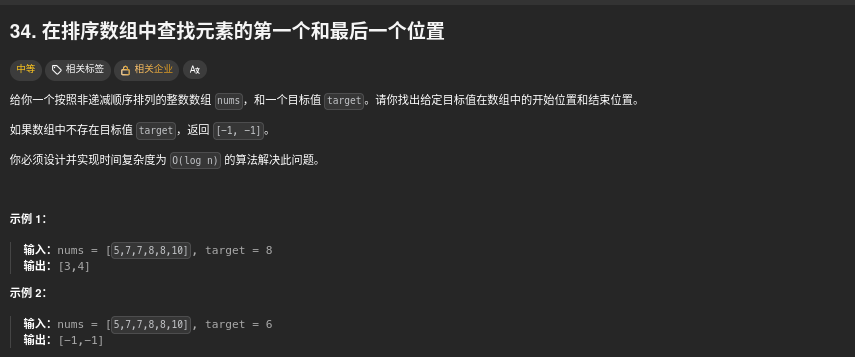 34. 在排序数组中查找元素的第一个和最后一个位置
中等 相关标签 相关企业 A文
给你一个按照非递减顺序排列的整数数组 nums，和一个目标值 target。请你找出给定目标值在数组中的开始位置和结束位置。
如果数组中不存在目标值 target，返回 [-1, -1]。
你必须设计并实现时间复杂度为 O(log n) 的算法解决此问题。
示例 1：
输入：nums = [5,7,7,8,8,10], target = 8
输出：[3,4]
示例 2：
输入：nums = [5,7,7,8,8,10], target = 6
输出：[-1,-1]